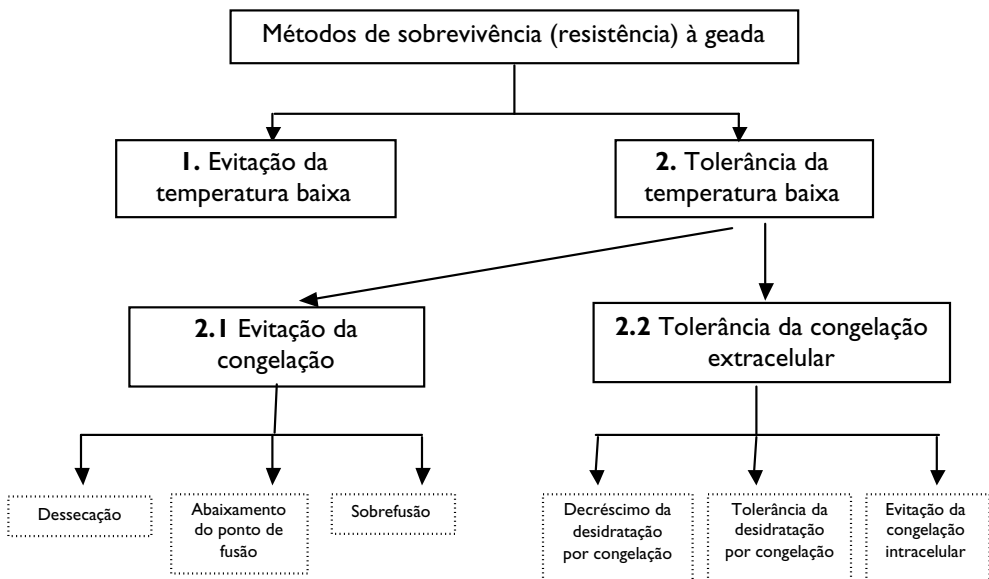 Métodos de sobrevivência (resistência) à geada
1. Evitação da
temperatura baixa
2. Tolerância da
temperatura baixa
2.1 Evitação da
congelação
2.2 Tolerância da congelação
extracelular
Dessecação
Abaixamento
do ponto de
fusão
Sobrefusão
Decréscimo da
desidratação
por congelação
Tolerância da
desidratação
por congelação
Evitação da
congelação
intracelular